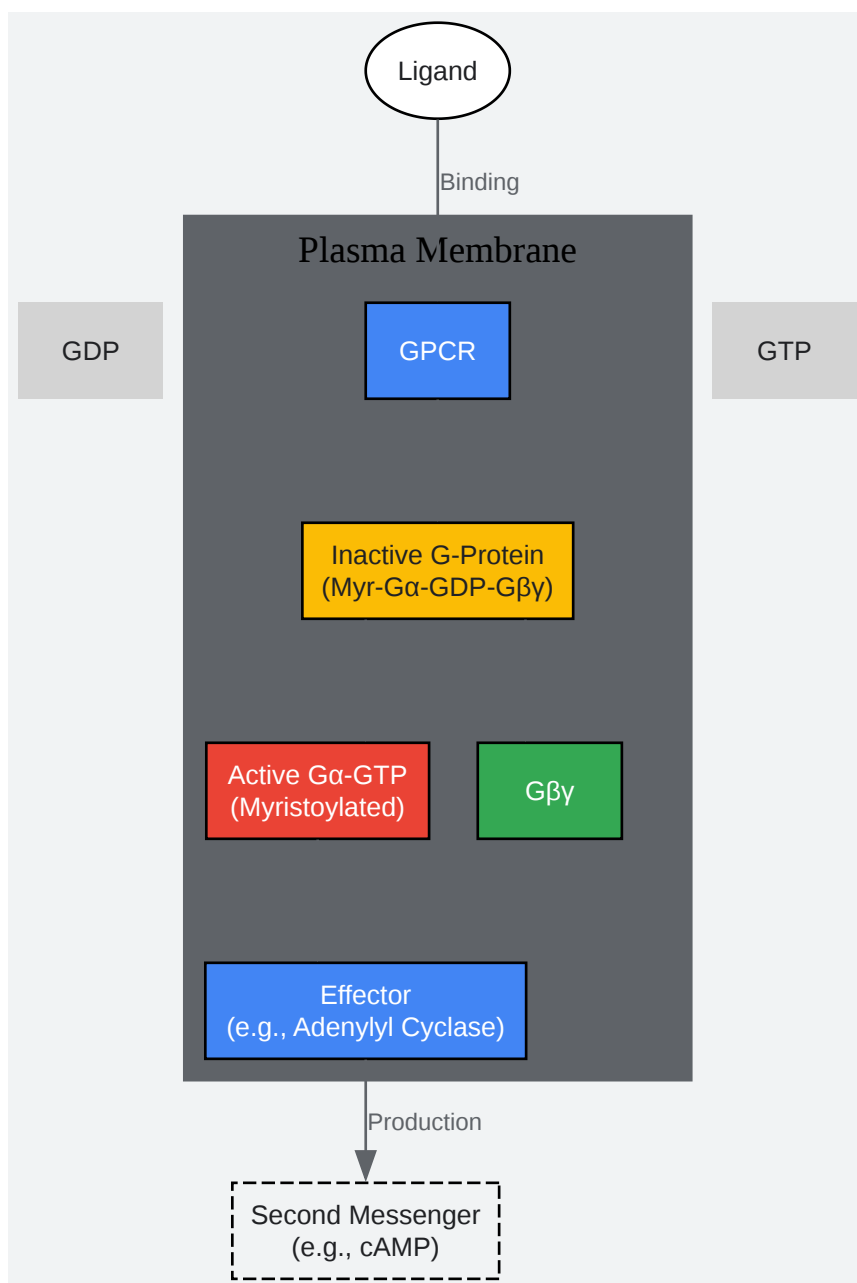 Ligand
Binding
Plasma Membrane
GDP
GPCR
GTP
Inactive G-Protein
(Myr-Gα-GDP-Gβγ)
Active Gα-GTP
(Myristoylated)
Gβγ
Effector
(e.g., Adenylyl Cyclase)
Production
Second Messenger
(e.g., cAMP)